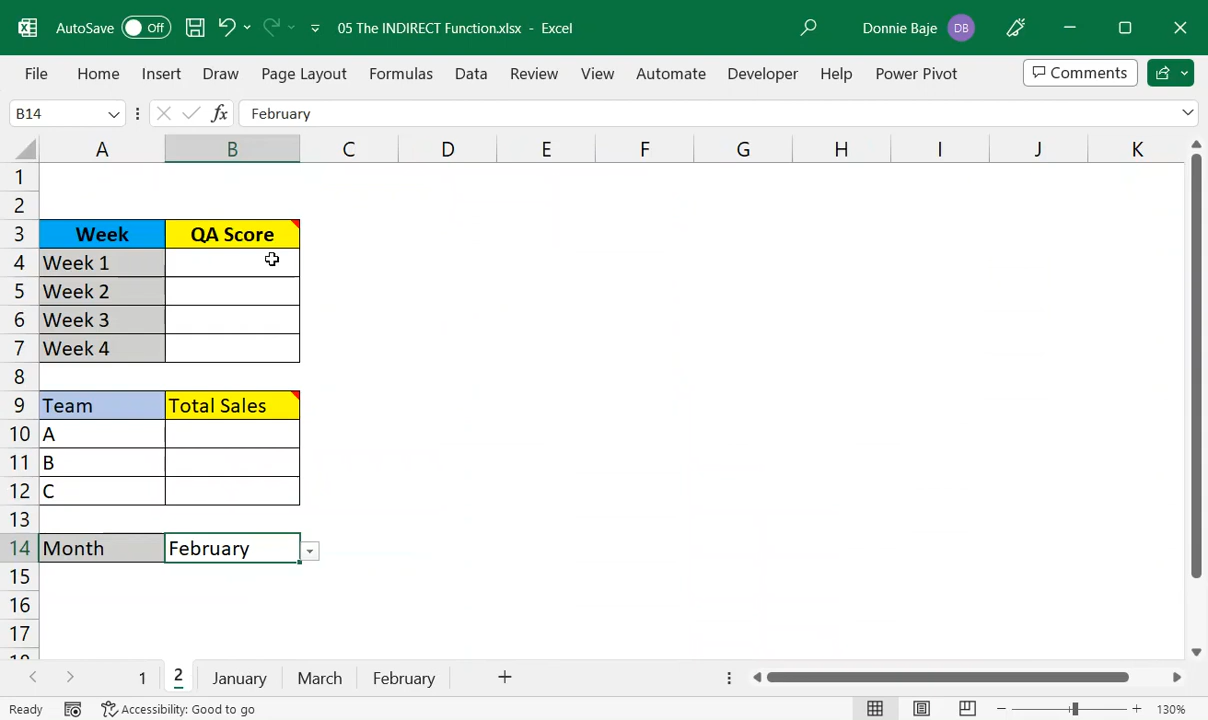 AutoSave Off 05 The INDIRECT Function.xlsx - Excel Donnie Baje DB
File Home Insert Draw Page Layout Formulas Data Review View Automate Developer Help Power Pivot Comments
B14 fx February
A B C D E F G H I J K
1
2
3 Week QA Score
4 Week 1
5 Week 2
6 Week 3
7 Week 4
8
9 Team Total Sales
10 A
11 B
12 C
13
14 Month February
15
16
17
1 2 January March February
Ready Accessibility: Good to go 130%